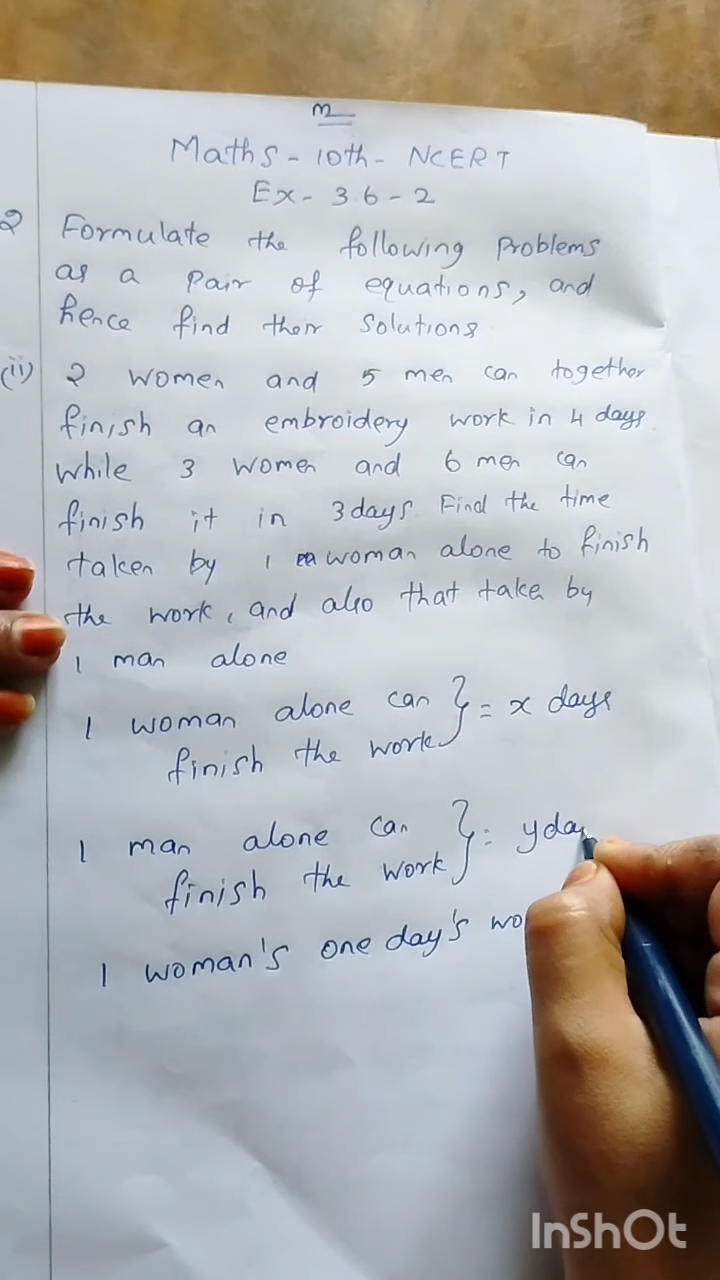 m
Maths - 10th - NCERT
Ex - 3.6 - 2
2 Formulate the following problems
as a pair of equations, and
hence find their solutions
(ii) 2 women and 5 men can together
finish an embroidery work in 4 days
while 3 women and 6 men can
finish it in 3 days. Find the time
taken by 1 woman alone to finish
the work, and also that taken by
1 man alone
1 woman alone can } = x days
finish the work
1 man alone can } = y day
finish the work
1 woman's one day's wo
InShOt